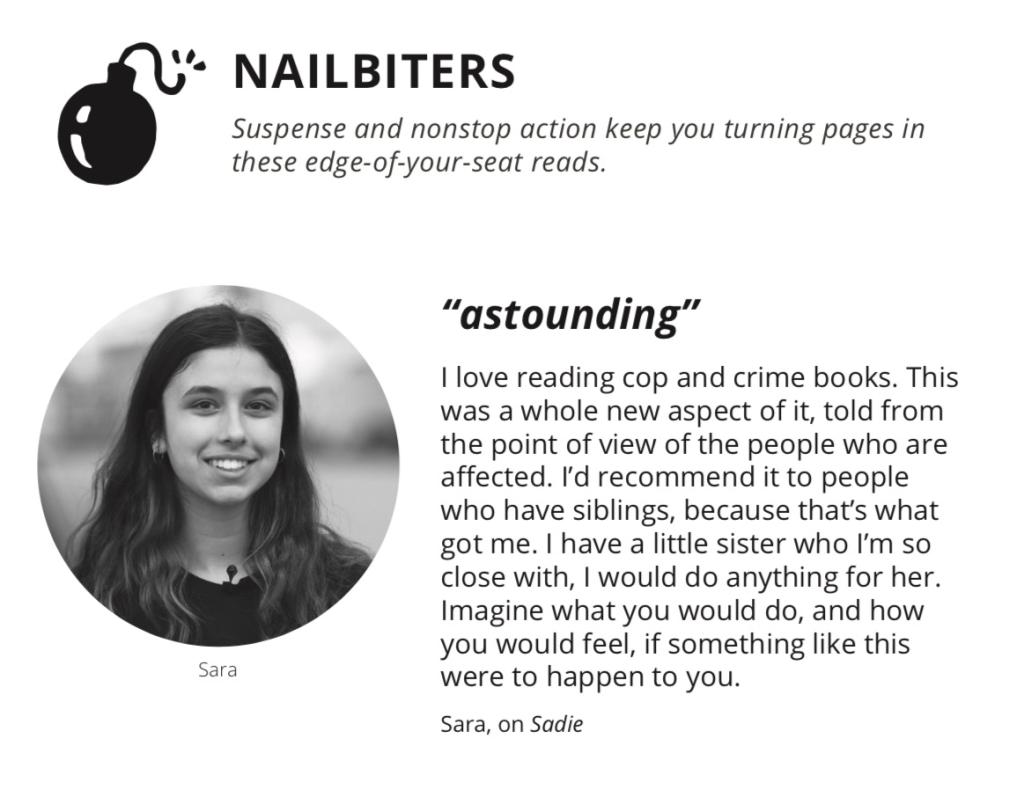 NAILBITERS
Suspense and nonstop action keep you turning pages in
these edge-of-your-seat reads.
“astounding”
I love reading cop and crime books. This
was a whole new aspect of it, told from
the point of view of the people who are
affected. I’d recommend it to people
who have siblings, because that’s what
got me. I have a little sister who I’m so
close with, I would do anything for her.
Imagine what you would do, and how
you would feel, if something like this
were to happen to you.
Sara, on Sadie
Sara